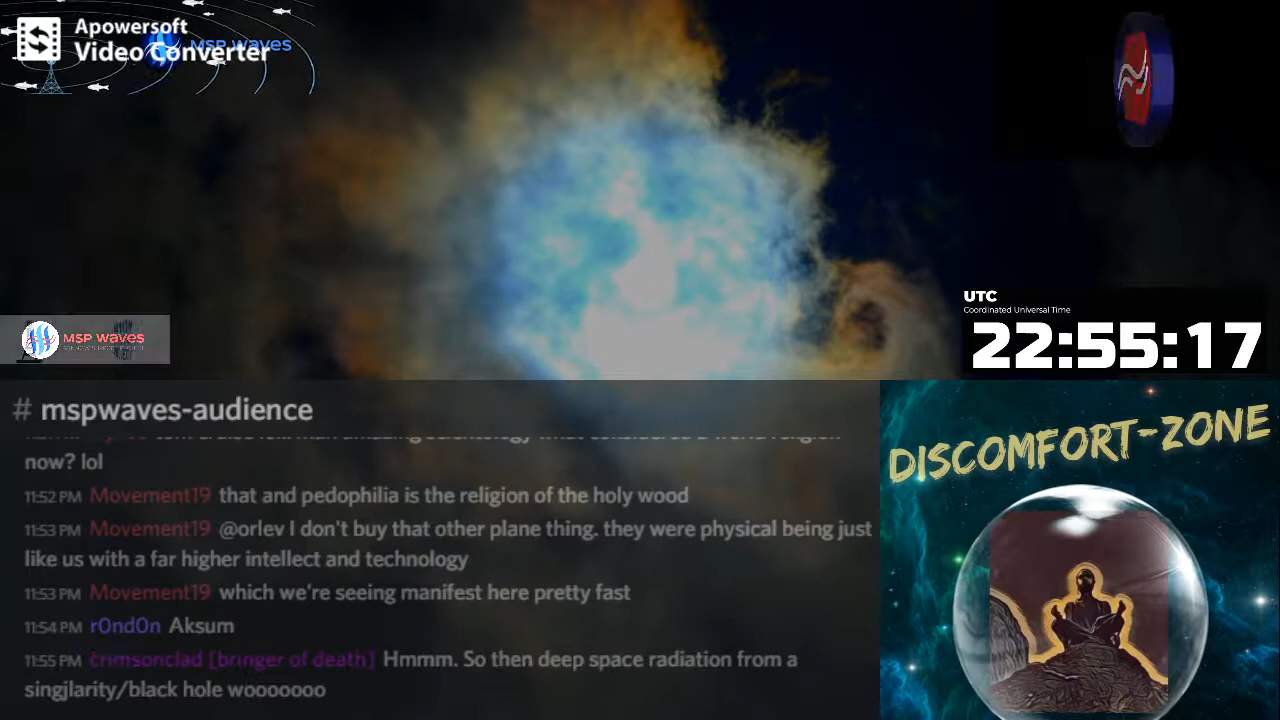 Apowersoft
Video Converter
MSP WAVES
UTC
Coordinated Universal Time
22:55:17
MSP WAVES
# mspwaves-audience
now? lol
11:52 PM Movement19 that and pedophilia is the religion of the holy wood
11:53 PM Movement19 @orlev I don't buy that other plane thing. they were physical being just
like us with a far higher intellect and technology
11:53 PM Movement19 which we're seeing manifest here pretty fast
11:54 PM r0nd0n Aksum
11:55 PM crimsonclad [bringer of death] Hmmm. So then deep space radiation from a
singjlarity/black hole wooooooo
DISCOMFORT-ZONE